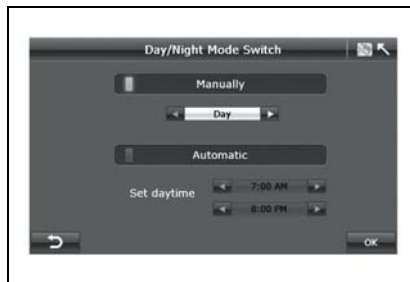 Day/Night Mode Switch
Manually
Day
Automatic
Set daytime
7:00 AM
8:00 PM
OK